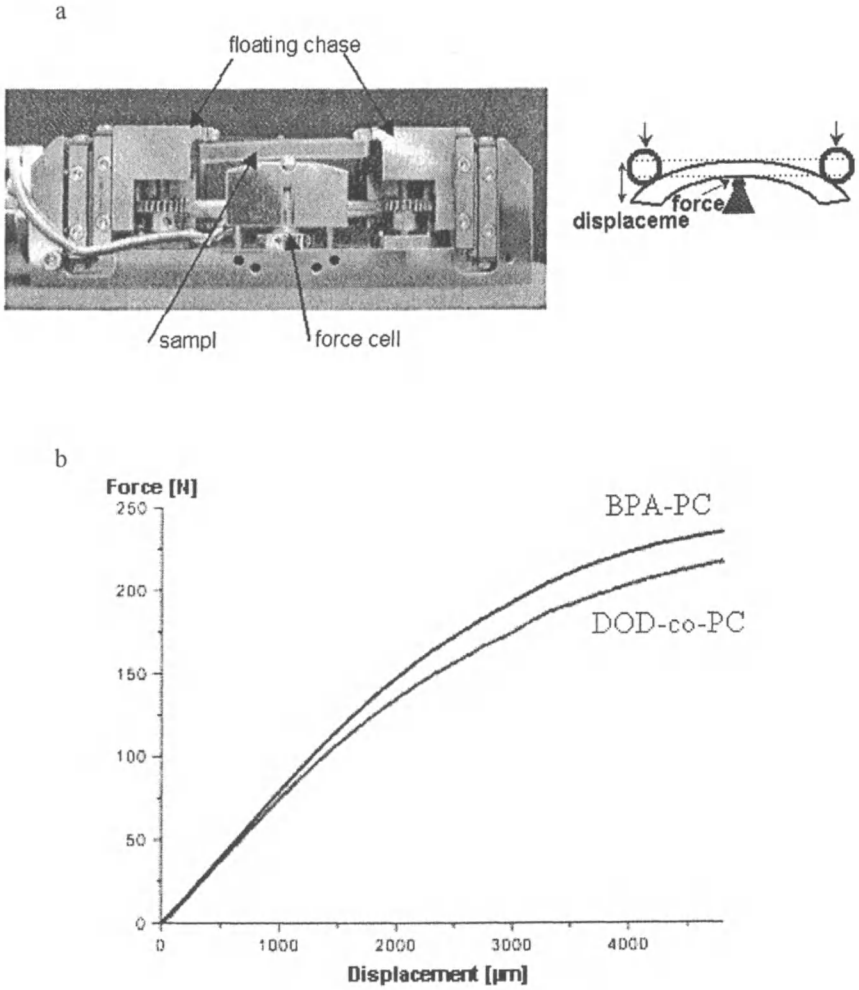 a
floating chase
force
displaceme
sampl
force cell
b
Force [N]
250
BPA-PC
200
DOD-co-PC
150
100
50
0
0 1000 2000 3000 4000
Displacement [µm]